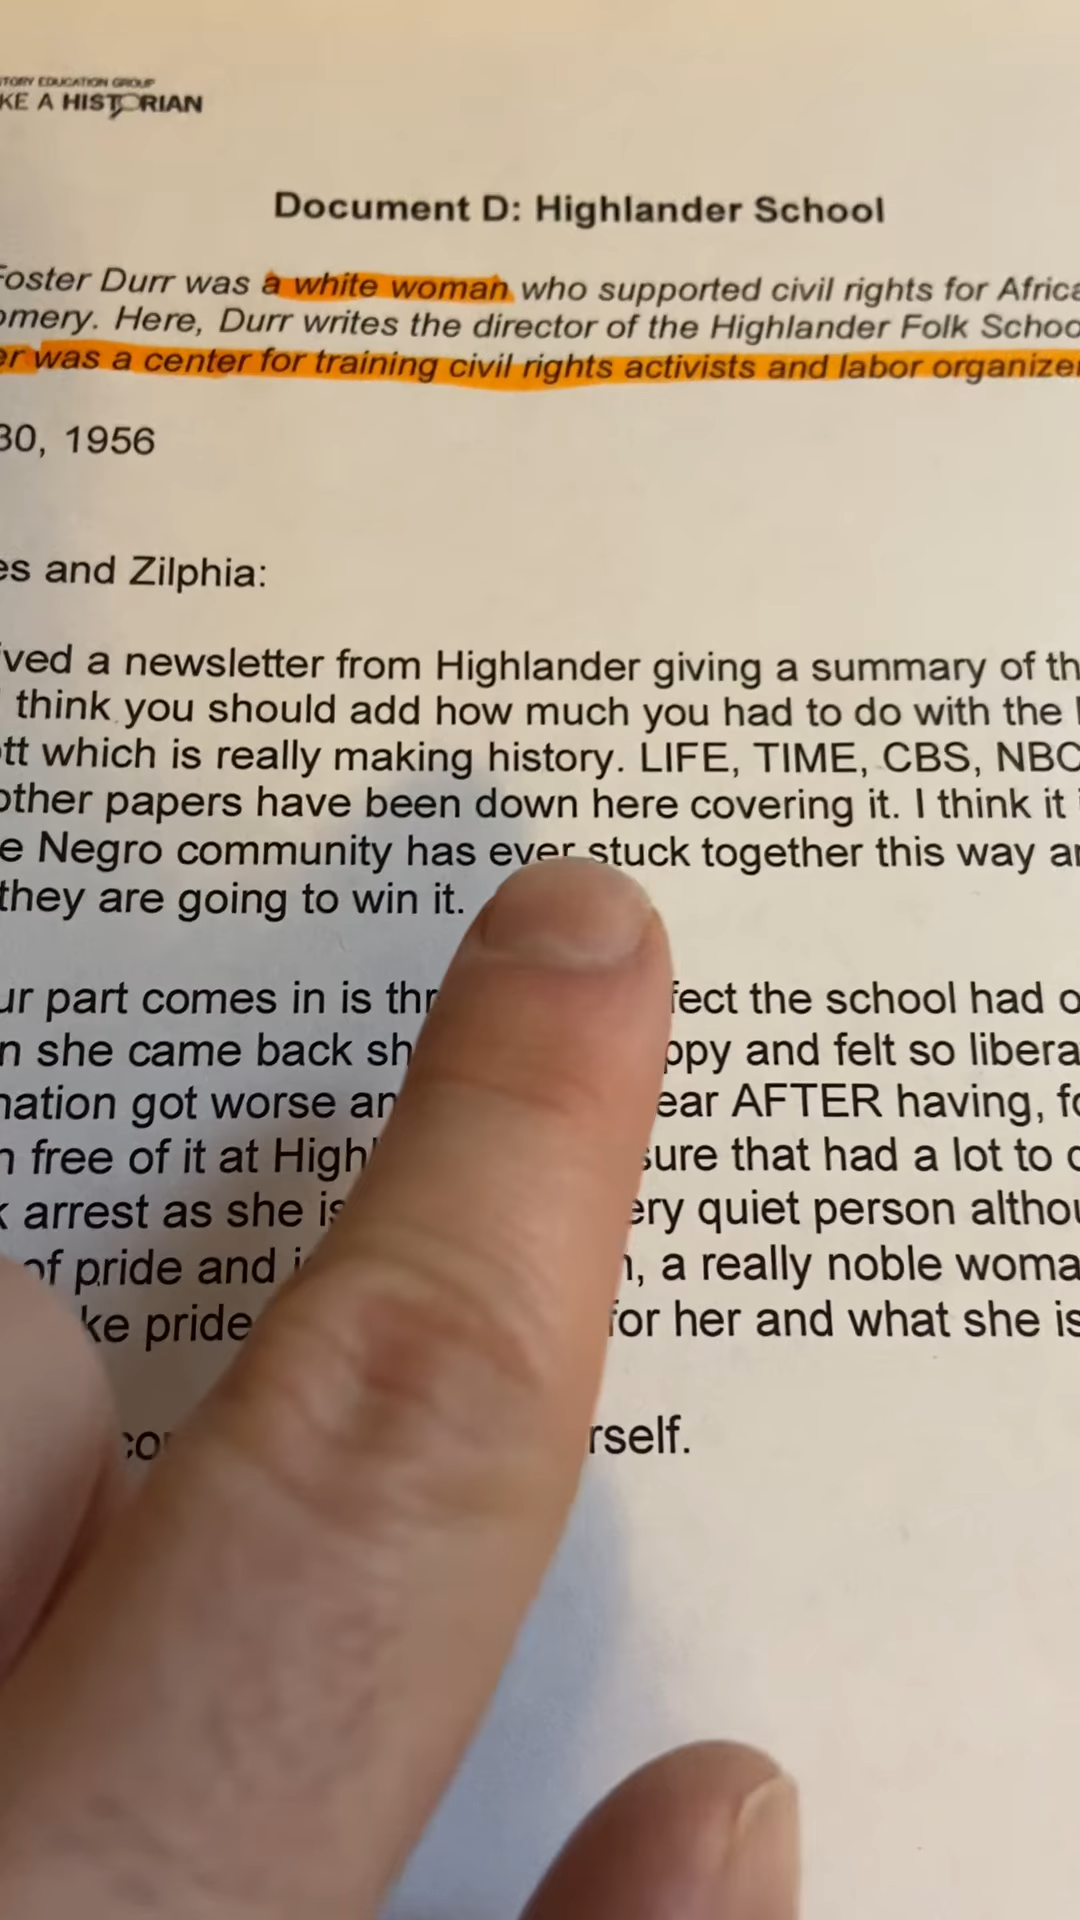 TORY EDUCATION GROUP
KE A HISTORIAN
Document D: Highlander School
Foster Durr was a white woman who supported civil rights for Africa
omery. Here, Durr writes the director of the Highlander Folk Schoo
er was a center for training civil rights activists and labor organizer
30, 1956
es and Zilphia:
ved a newsletter from Highlander giving a summary of th
think you should add how much you had to do with the
tt which is really making history. LIFE, TIME, CBS, NBC
other papers have been down here covering it. I think it
e Negro community has ever stuck together this way an
they are going to win it.
ur part comes in is thr fect the school had o
n she came back sh ppy and felt so libera
nation got worse an ear AFTER having, fo
n free of it at High sure that had a lot to d
k arrest as she is ery quiet person althou
of pride and i n, a really noble woma
ke pride for her and what she is
co rself.